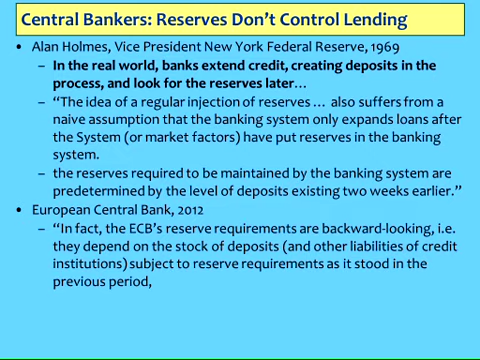 Central Bankers: Reserves Don't Control Lending
• Alan Holmes, Vice President New York Federal Reserve, 1969
– In the real world, banks extend credit, creating deposits in the
process, and look for the reserves later…
– “The idea of a regular injection of reserves … also suffers from a
naive assumption that the banking system only expands loans after
the System (or market factors) have put reserves in the banking
system.
– the reserves required to be maintained by the banking system are
predetermined by the level of deposits existing two weeks earlier.”
• European Central Bank, 2012
– “In fact, the ECB’s reserve requirements are backward-looking, i.e.
they depend on the stock of deposits (and other liabilities of credit
institutions) subject to reserve requirements as it stood in the
previous period,